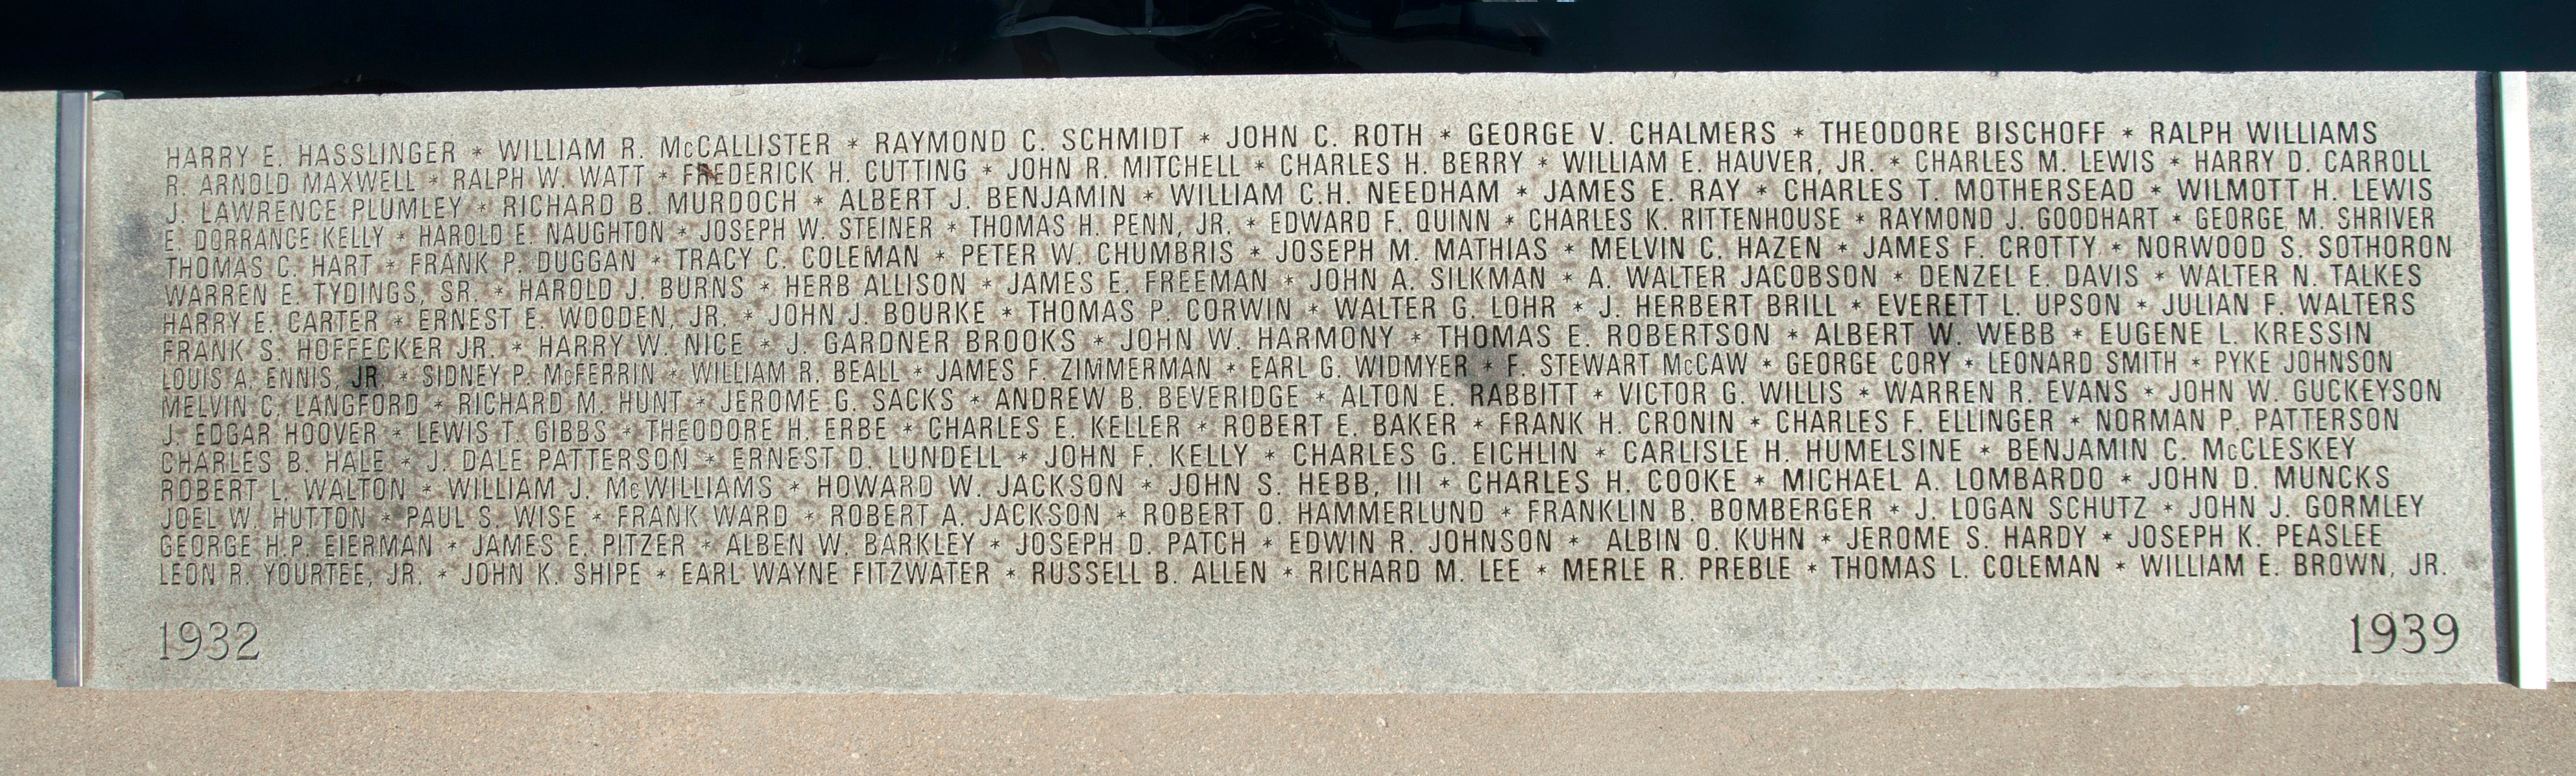 HARRY E. HASSLINGER * WILLIAM R. McCALLISTER * RAYMOND C. SCHMIDT * JOHN C. ROTH * GEORGE V. CHALMERS * THEODORE BISCHOFF * RALPH WILLIAMS
R. ARNOLD MAXWELL * RALPH W. WATT * FREDERICK H. CUTTING * JOHN R. MITCHELL * CHARLES H. BERRY * WILLIAM E. HAUVER, JR. * CHARLES M. LEWIS * HARRY D. CARROLL
J. LAWRENCE PLUMLEY * RICHARD B. MURDOCH * ALBERT J. BENJAMIN * WILLIAM C.H. NEEDHAM * JAMES E. RAY * CHARLES T. MOTHERSEAD * WILMOTT H. LEWIS
E. DORRANCE KELLY * HAROLD E. NAUGHTON * JOSEPH W. STEINER * THOMAS H. PENN, JR. * EDWARD F. QUINN * CHARLES K. RITTENHOUSE * RAYMOND J. GOODHART * GEORGE M. SHRIVER
THOMAS C. HART * FRANK P. DUGGAN * TRACY C. COLEMAN * PETER W. CHUMBRIS * JOSEPH M. MATHIAS * MELVIN C. HAZEN * JAMES F. CROTTY * NORWOOD S. SOTHORON
WARREN E. TYDINGS, SR. * HAROLD J. BURNS * HERB ALLISON * JAMES E. FREEMAN * JOHN A. SILKMAN * A. WALTER JACOBSON * DENZEL E. DAVIS * WALTER N. TALKES
HARRY E. CARTER * ERNEST E. WOODEN, JR. * JOHN J. BOURKE * THOMAS P. CORWIN * WALTER G. LOHR * J. HERBERT BRILL * EVERETT L. UPSON * JULIAN F. WALTERS
FRANK S. HOFFECKER JR. * HARRY W. NICE * J. GARDNER BROOKS * JOHN W. HARMONY * THOMAS E. ROBERTSON * ALBERT W. WEBB * EUGENE L. KRESSIN
LOUIS A. ENNIS, JR. * SIDNEY P. McFERRIN * WILLIAM R. BEALL * JAMES F. ZIMMERMAN * EARL G. WIDMYER * F. STEWART McCAW * GEORGE CORY * LEONARD SMITH * PYKE JOHNSON
MELVIN C. LANGFORD * RICHARD M. HUNT * JEROME G. SACKS * ANDREW B. BEVERIDGE * ALTON E. RABBITT * VICTOR G. WILLIS * WARREN R. EVANS * JOHN W. GUCKEYSON
J. EDGAR HOOVER * LEWIS T. GIBBS * THEODORE H. ERBE * CHARLES E. KELLER * ROBERT E. BAKER * FRANK H. CRONIN * CHARLES F. ELLINGER * NORMAN P. PATTERSON
CHARLES B. HALE * J. DALE PATTERSON * ERNEST D. LUNDELL * JOHN F. KELLY * CHARLES G. EICHLIN * CARLISLE H. HUMELSINE * BENJAMIN C. McCLESKEY
ROBERT L. WALTON * WILLIAM J. McWILLIAMS * HOWARD W. JACKSON * JOHN S. HEBB, III * CHARLES H. COOKE * MICHAEL A. LOMBARDO * JOHN D. MUNCKS
JOEL W. HUTTON * PAUL S. WISE * FRANK WARD * ROBERT A. JACKSON * ROBERT O. HAMMERLUND * FRANKLIN B. BOMBERGER * J. LOGAN SCHUTZ * JOHN J. GORMLEY
GEORGE H.P. EIERMAN * JAMES E. PITZER * ALBEN W. BARKLEY * JOSEPH D. PATCH * EDWIN R. JOHNSON * ALBIN O. KUHN * JEROME S. HARDY * JOSEPH K. PEASLEE
LEON R. YOURTEE, JR. * JOHN K. SHIPE * EARL WAYNE FITZWATER * RUSSELL B. ALLEN * RICHARD M. LEE * MERLE R. PREBLE * THOMAS L. COLEMAN * WILLIAM E. BROWN, JR.
1932 1939